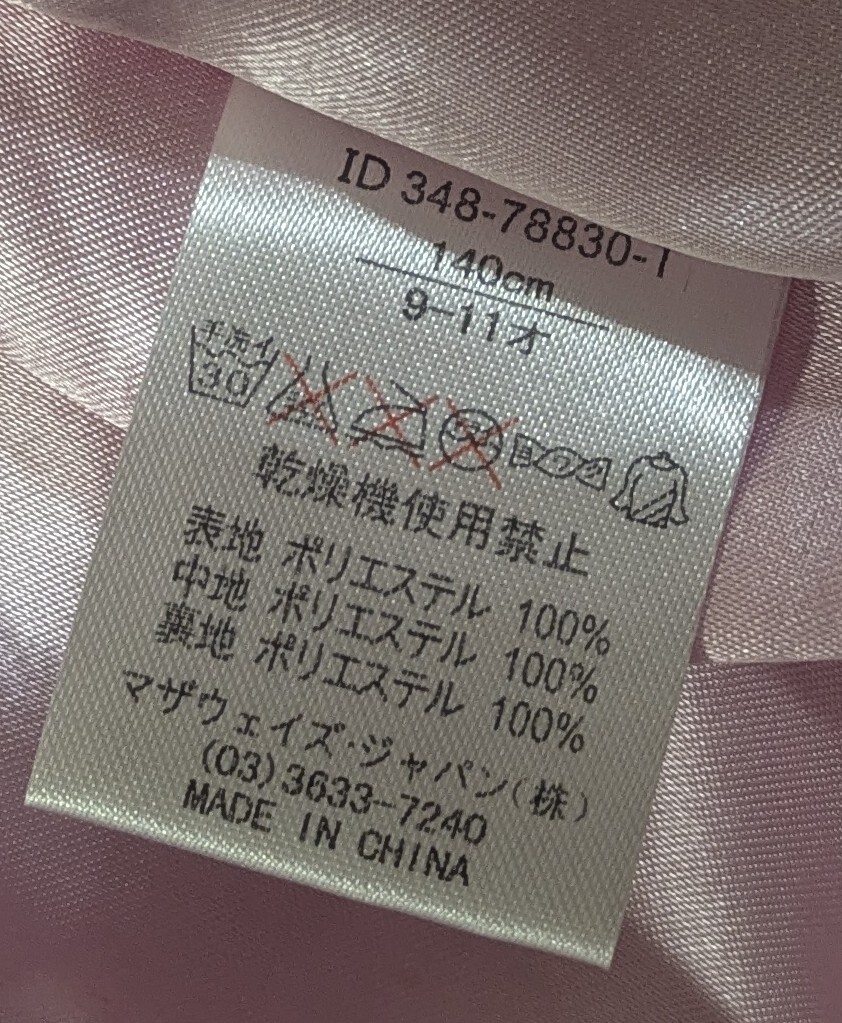 ID 348-78830-1
140cm
9-11才
手洗イ
30
乾燥機使用禁止
表地 ポリエステル 100%
中地 ポリエステル 100%
裏地 ポリエステル 100%
マザウェイズ・ジャパン(株)
(03)3633-7240
MADE IN CHINA